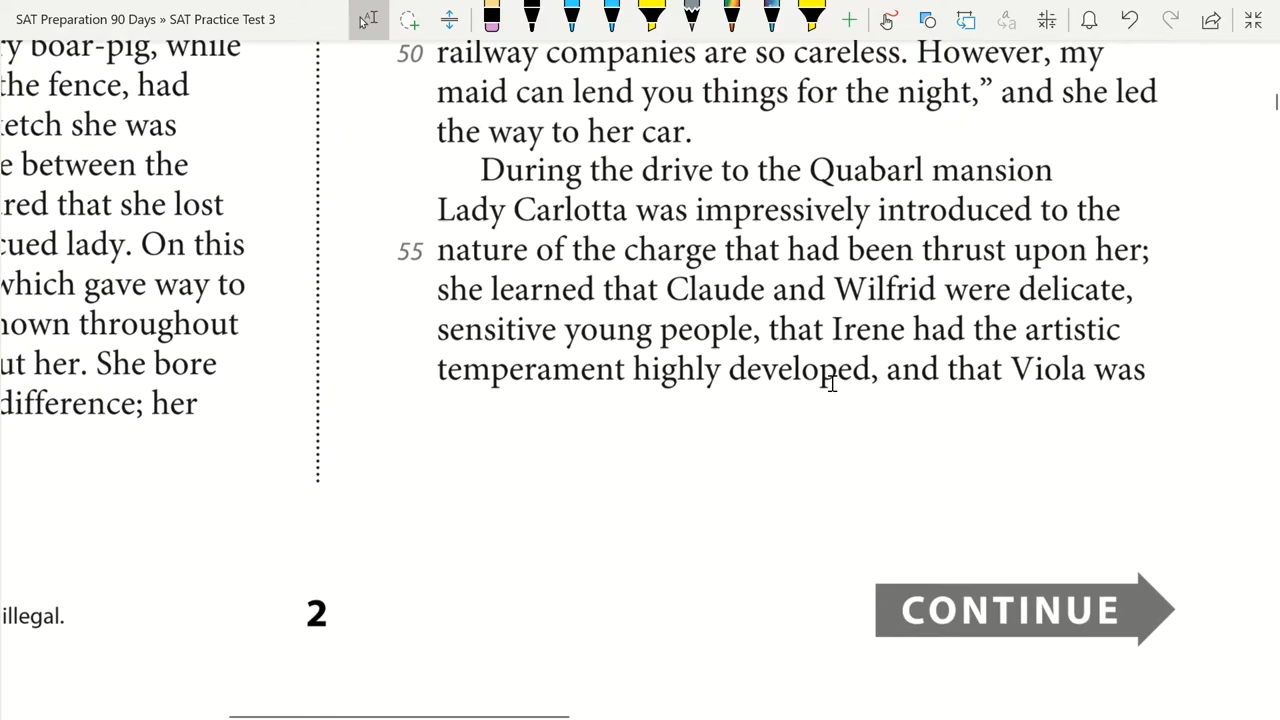 SAT Preparation 90 Days » SAT Practice Test 3
ry boar-pig, while
the fence, had
ketch she was
e between the
red that she lost
cued lady. On this
which gave way to
nown throughout
ut her. She bore
difference; her
50 railway companies are so careless. However, my
maid can lend you things for the night,” and she led
the way to her car.
During the drive to the Quabarl mansion
Lady Carlotta was impressively introduced to the
55 nature of the charge that had been thrust upon her;
she learned that Claude and Wilfrid were delicate,
sensitive young people, that Irene had the artistic
temperament highly developed, and that Viola was
illegal.
2
CONTINUE